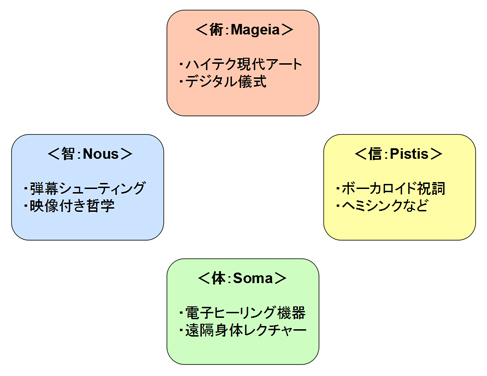 ＜術：Mageia＞
・ハイテク現代アート
・デジタル儀式
＜智：Nous＞
・弾幕シューティング
・映像付き哲学
＜信：Pistis＞
・ボーカロイド祝詞
・ヘミシンクなど
＜体：Soma＞
・電子ヒーリング機器
・遠隔身体レクチャー